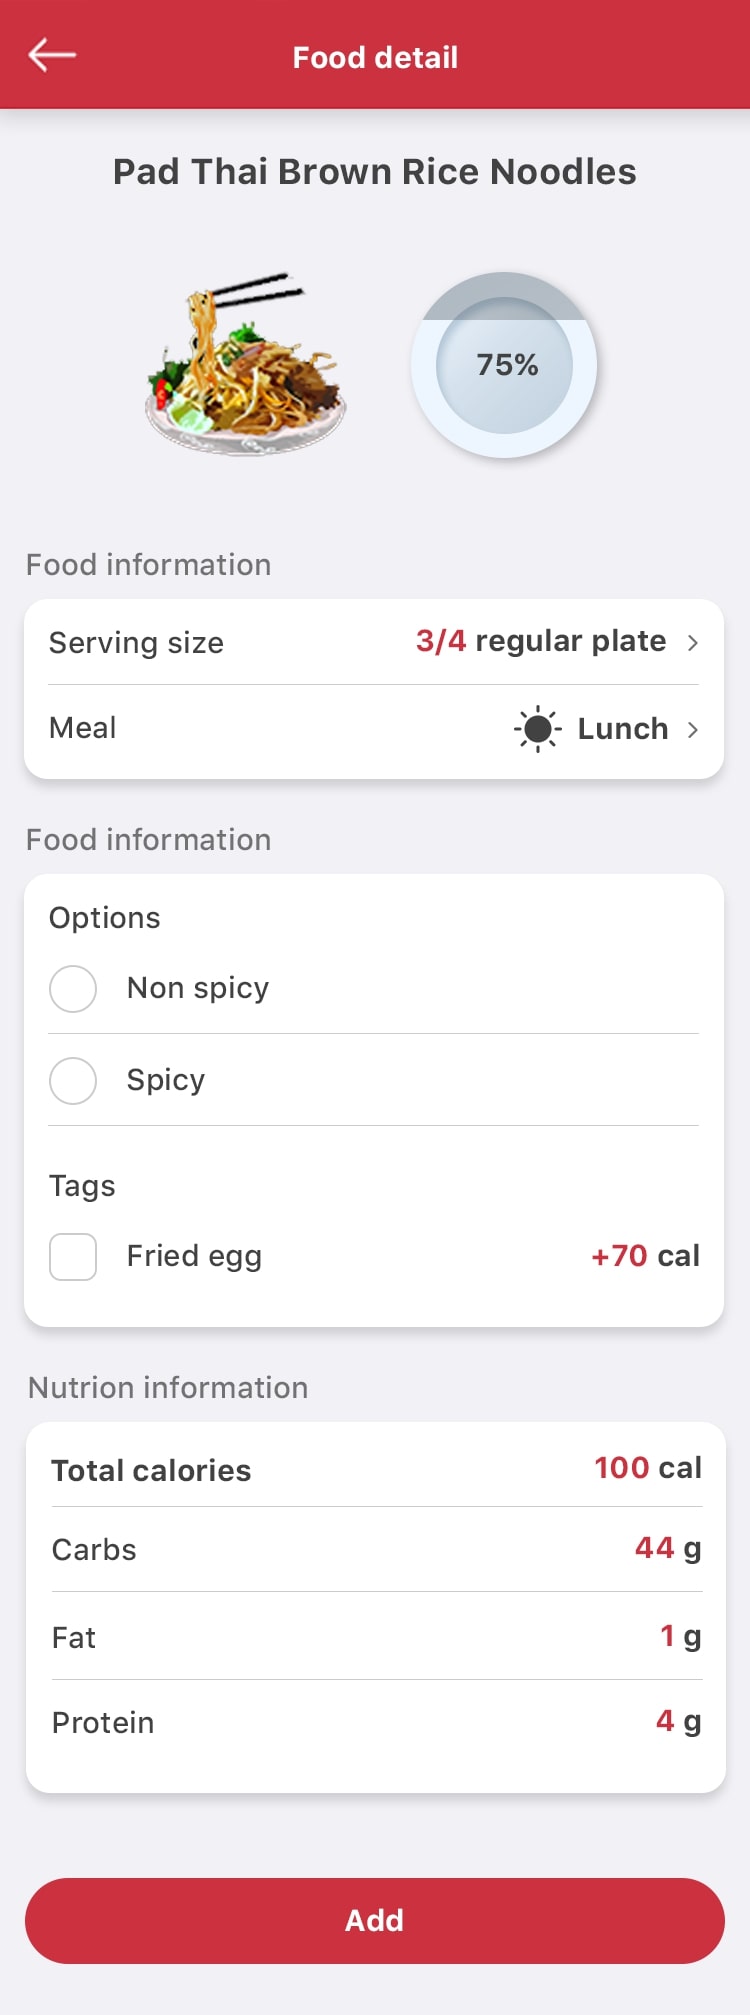 Food detail
Pad Thai Brown Rice Noodles
75%
Food information
Serving size 3/4 regular plate
Meal Lunch
Food information
Options
Non spicy
Spicy
Tags
Fried egg +70 cal
Nutrion information
Total calories 100 cal
Carbs 44 g
Fat 1 g
Protein 4 g
Add